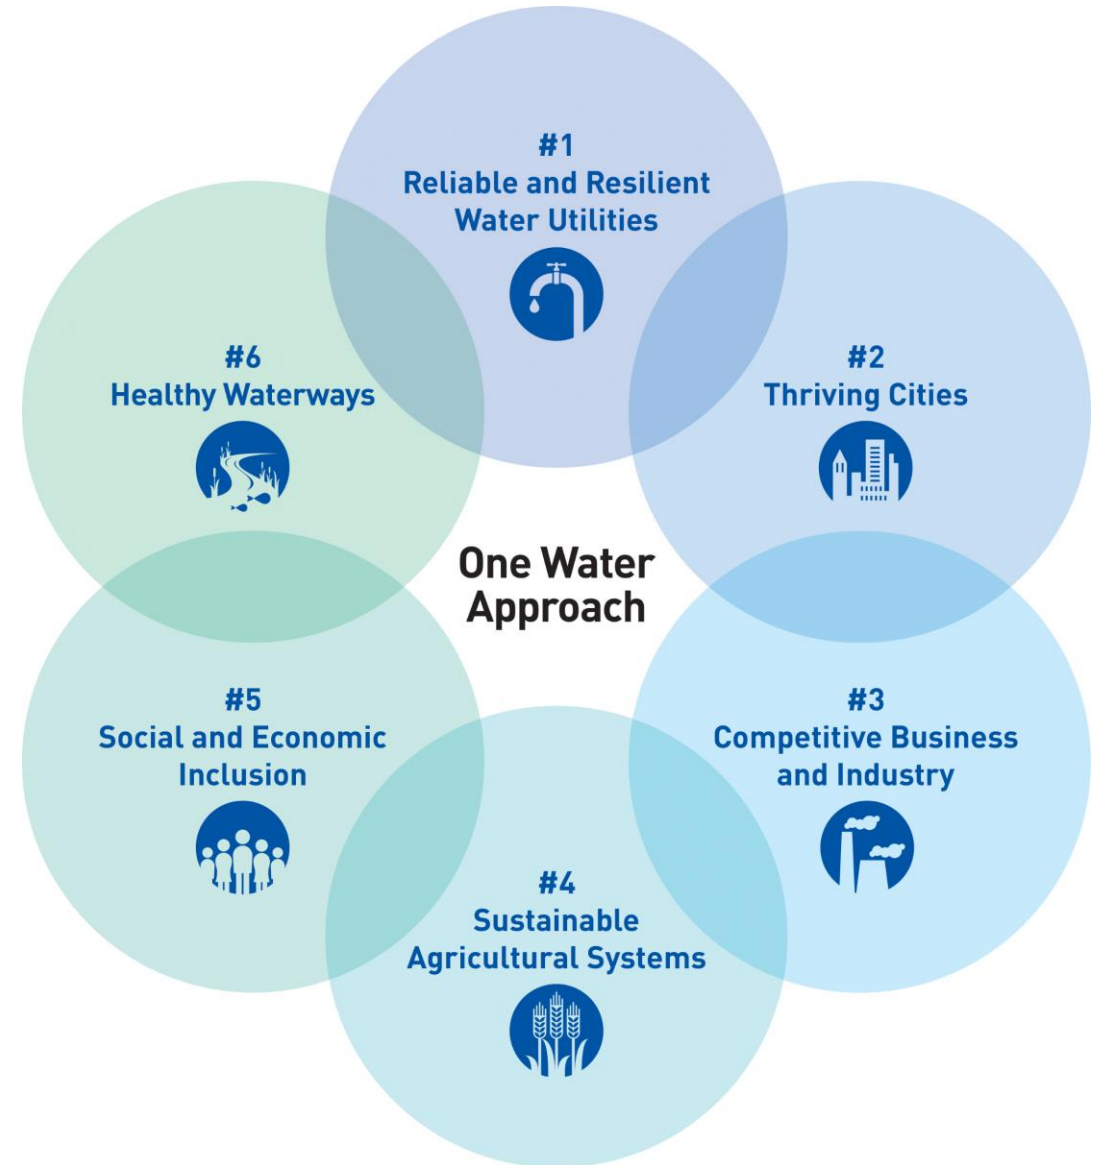 #1
Reliable and Resilient
Water Utilities
#2
Thriving Cities
#3
Competitive Business
and Industry
#4
Sustainable
Agricultural Systems
#5
Social and Economic
Inclusion
#6
Healthy Waterways
One Water
Approach